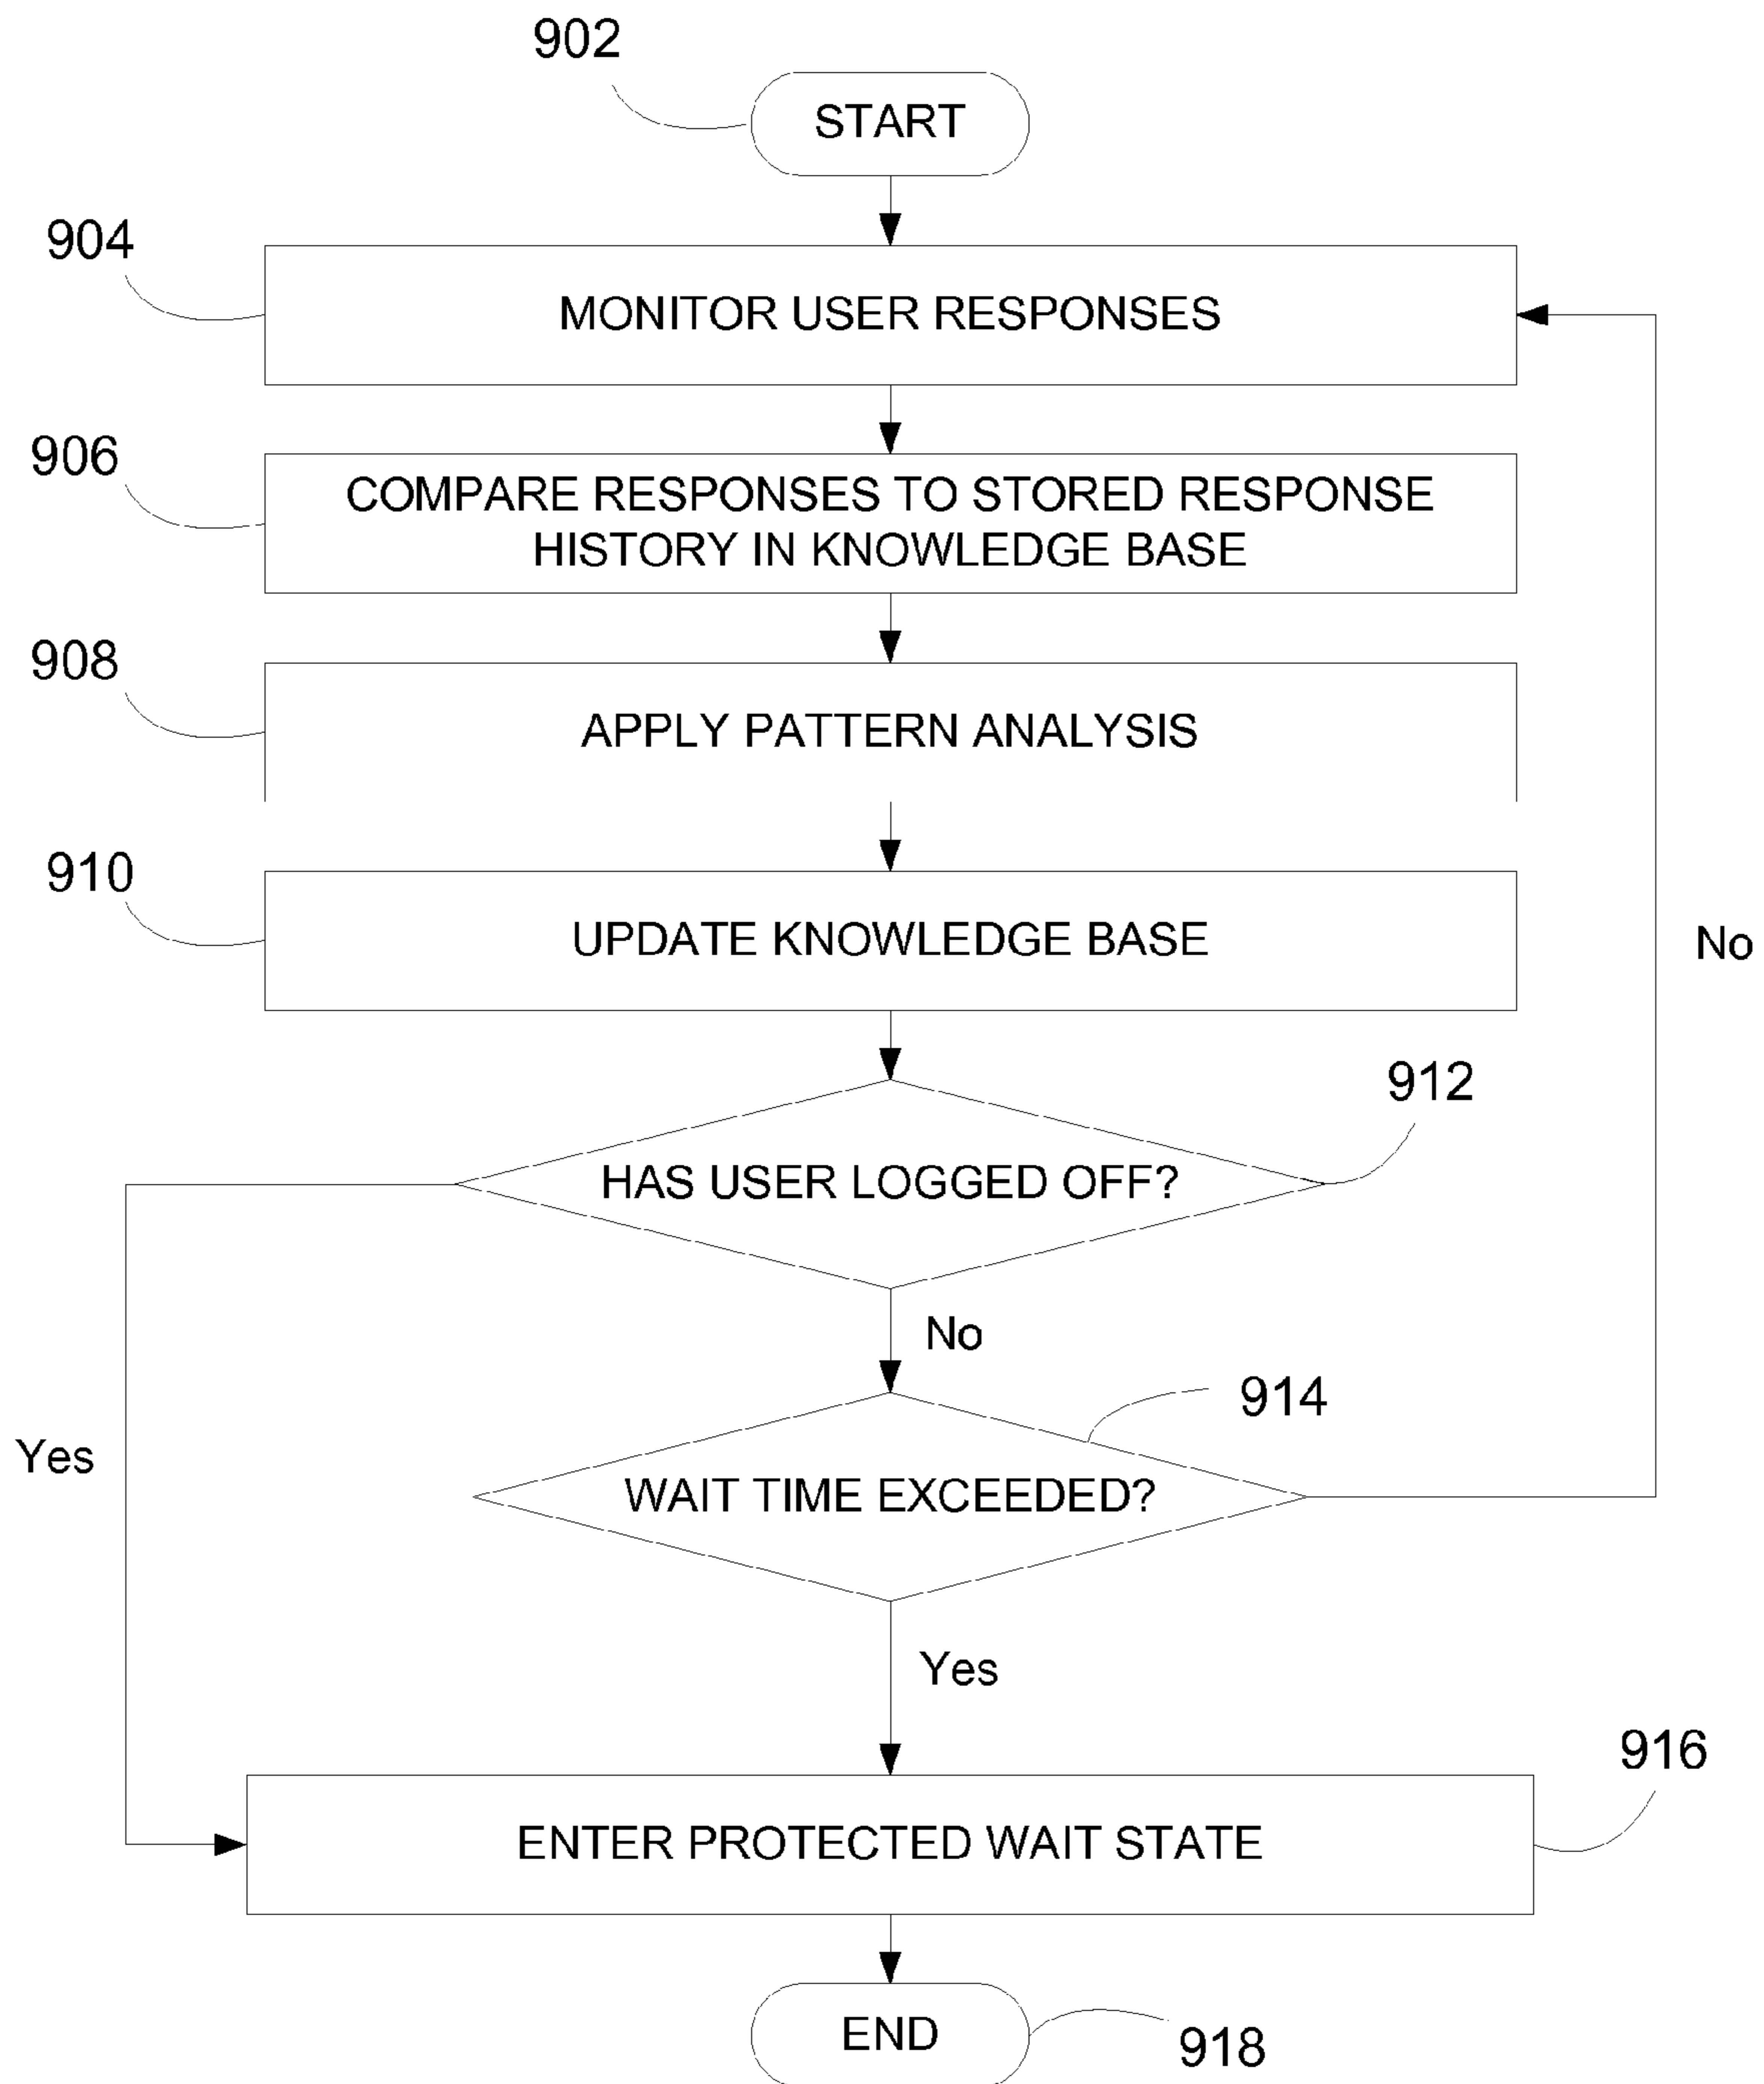 902
START
904
MONITOR USER RESPONSES
906
COMPARE RESPONSES TO STORED RESPONSE
HISTORY IN KNOWLEDGE BASE
908
APPLY PATTERN ANALYSIS
910
UPDATE KNOWLEDGE BASE
No
912
HAS USER LOGGED OFF?
No
914
Yes
WAIT TIME EXCEEDED?
Yes
916
ENTER PROTECTED WAIT STATE
END
918